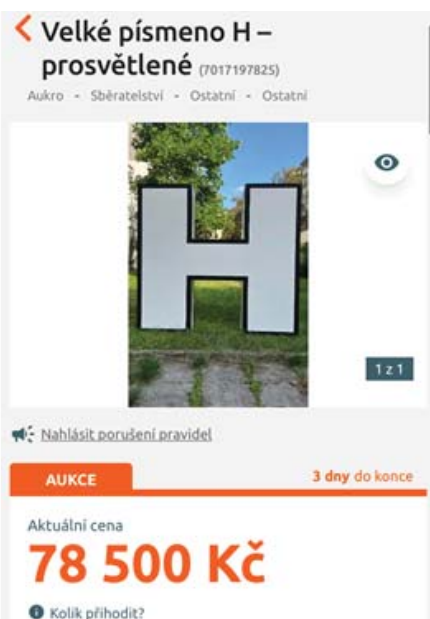 Velké písmeno H –
prosvětlené (7017197825)
Aukro - Sběratelství - Ostatní - Ostatní
H
1 z 1
Nahlásit porušení pravidel
AUKCE
3 dny do konce
Aktuální cena
78 500 Kč
Kolik přihodit?